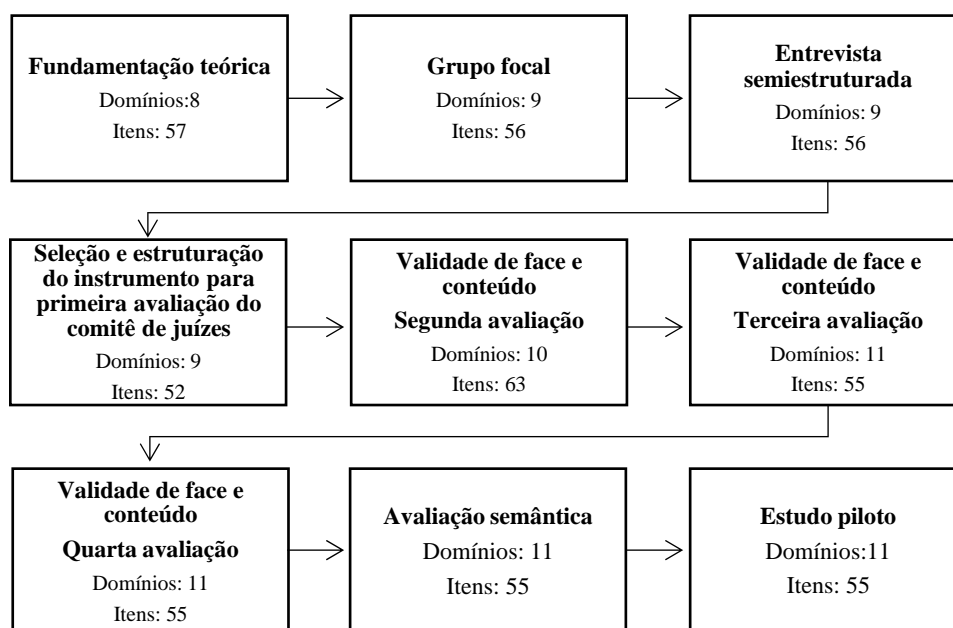 Fundamentação teórica
Domínios:8
Itens: 57
Grupo focal
Domínios: 9
Itens: 56
Entrevista
semiestruturada
Domínios: 9
Itens: 56
Seleção e estruturação
do instrumento para
primeira avaliação do
comitê de juízes
Domínios: 9
Itens: 52
Validade de face e
conteúdo
Segunda avaliação
Domínios: 10
Itens: 63
Validade de face e
conteúdo
Terceira avaliação
Domínios: 11
Itens: 55
Validade de face e
conteúdo
Quarta avaliação
Domínios: 11
Itens: 55
Avaliação semântica
Domínios: 11
Itens: 55
Estudo piloto
Domínios:11
Itens: 55